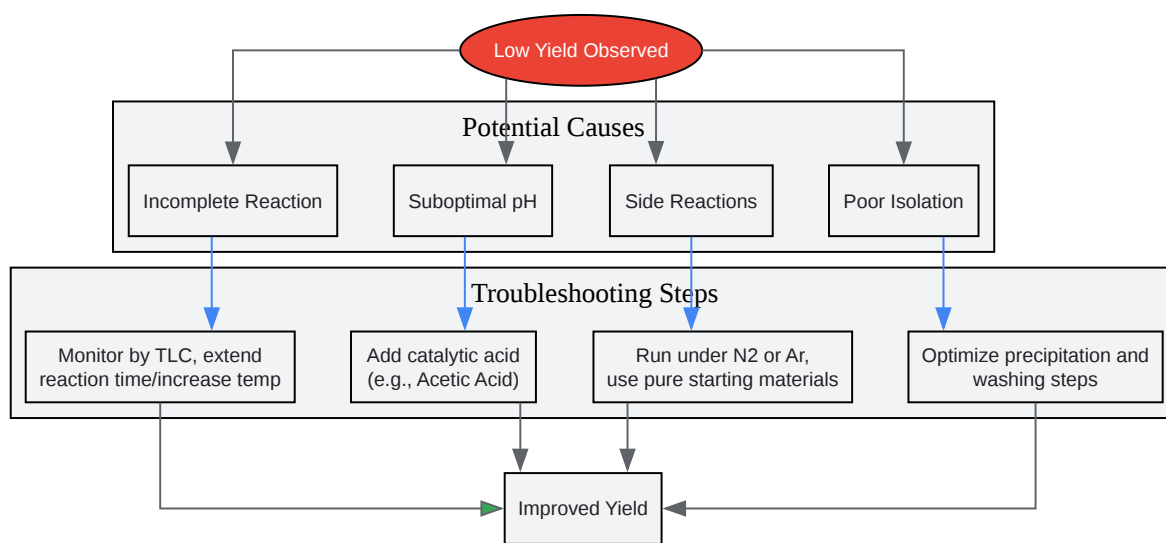 Low Yield Observed
Potential Causes
Incomplete Reaction
Suboptimal pH
Side Reactions
Poor Isolation
Troubleshooting Steps
Monitor by TLC, extend
reaction time/increase temp
Add catalytic acid
(e.g., Acetic Acid)
Run under N2 or Ar,
use pure starting materials
Optimize precipitation and
washing steps
Improved Yield